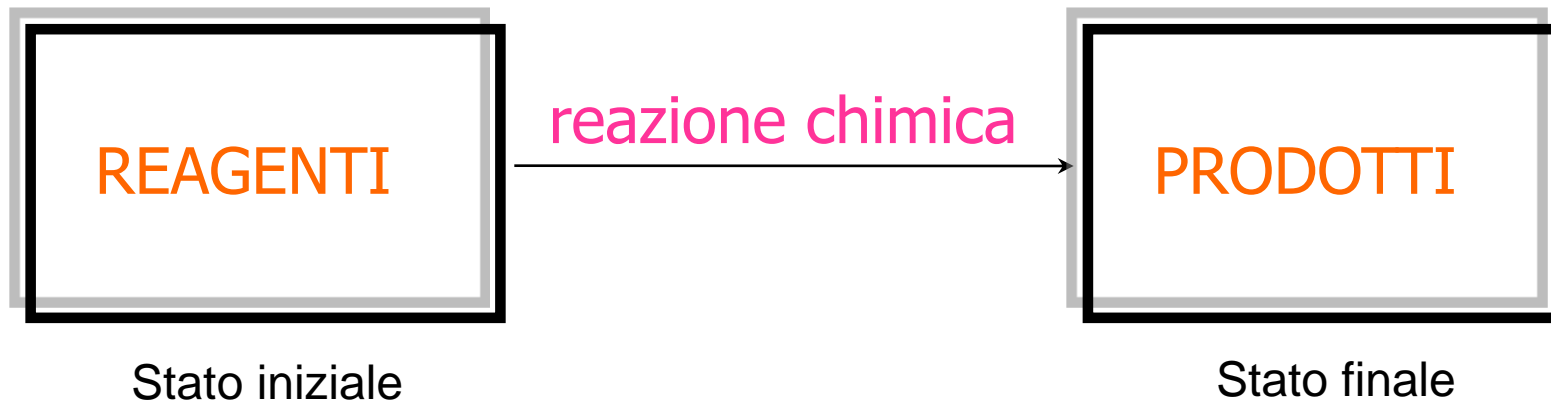 reazione chimica
REAGENTI
PRODOTTI
Stato iniziale
Stato finale